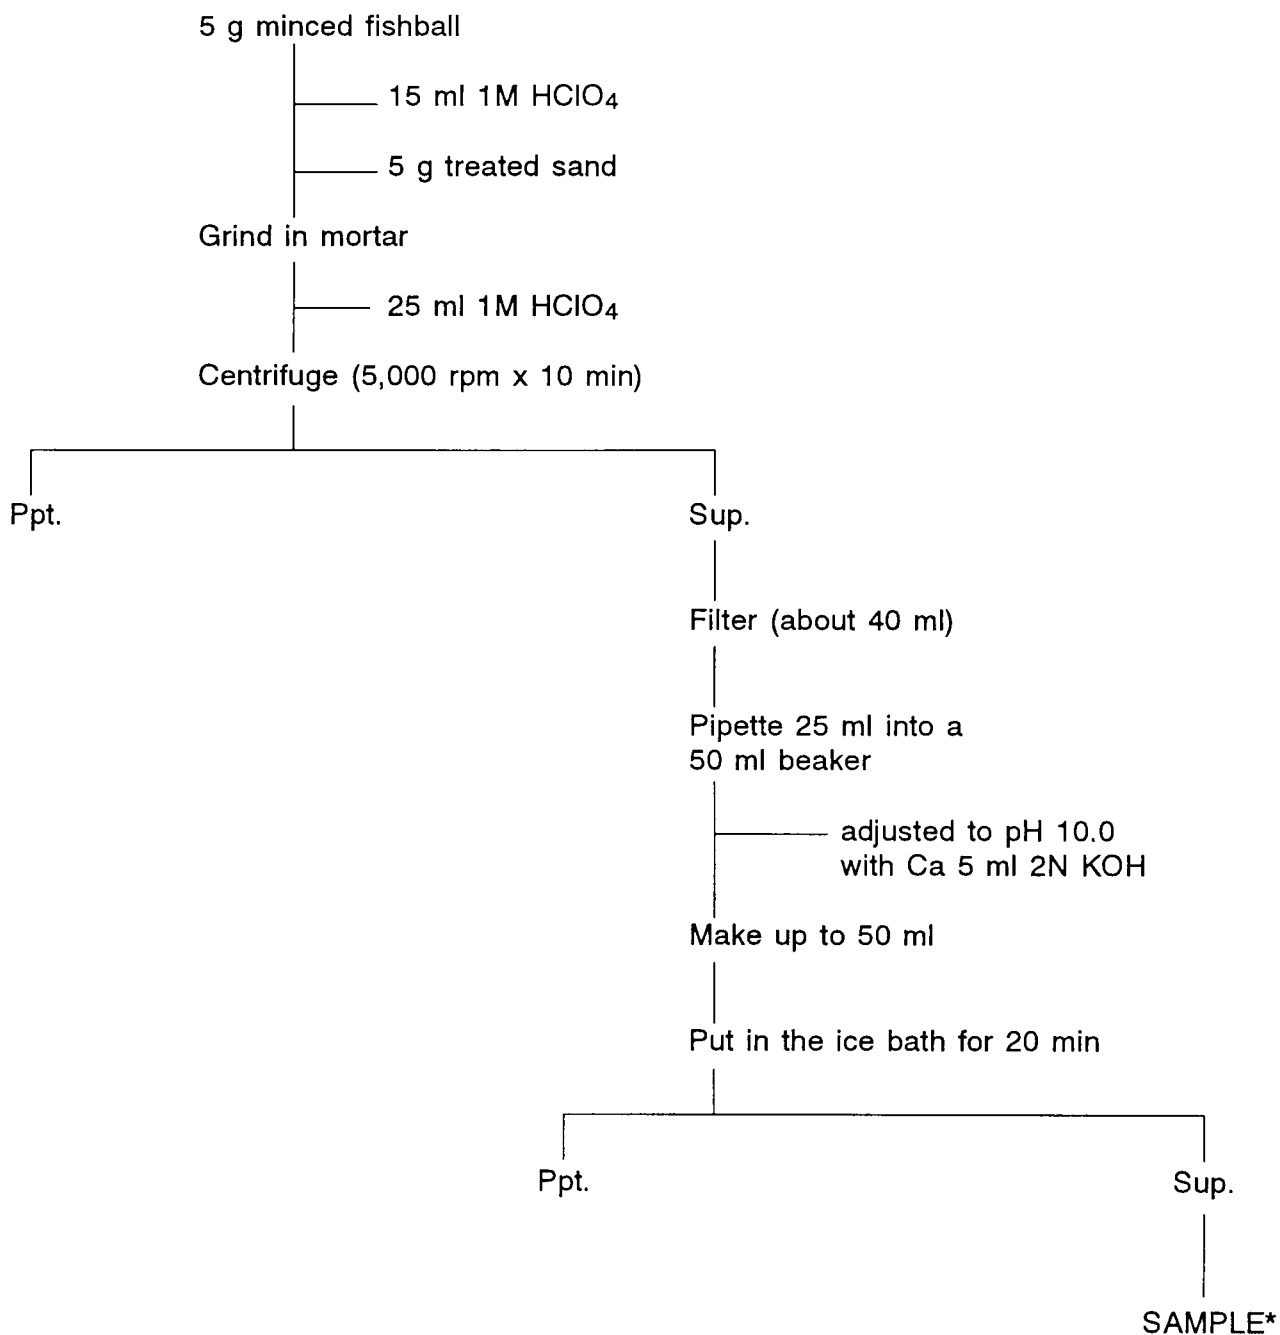 5 g minced fishball
15 ml 1M HClO4
5 g treated sand
Grind in mortar
25 ml 1M HClO4
Centrifuge (5,000 rpm x 10 min)
Ppt.
Sup.
Filter (about 40 ml)
Pipette 25 ml into a
50 ml beaker
adjusted to pH 10.0
with Ca 5 ml 2N KOH
Make up to 50 ml
Put in the ice bath for 20 min
Ppt.
Sup.
SAMPLE*